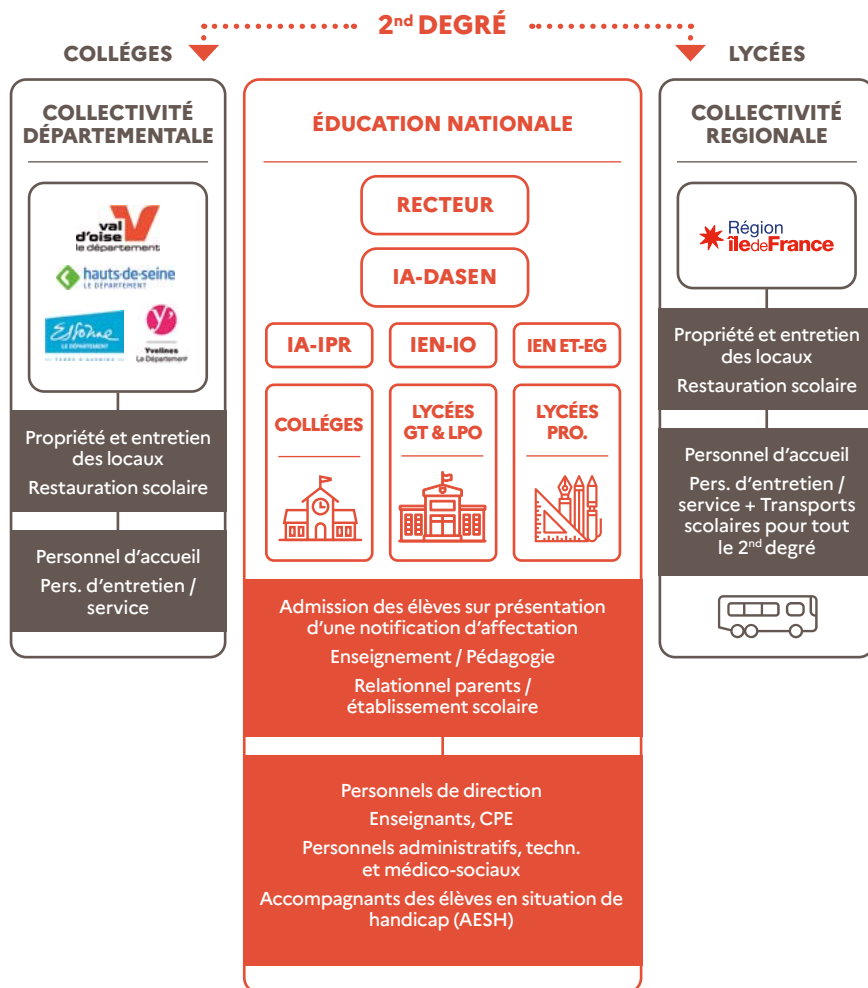 2nd DEGRÉ
COLLÉGES
LYCÉES
COLLECTIVITÉ
DÉPARTEMENTALE
val
d'oise
le département
hauts-de-seine
LE DÉPARTEMENT
Essonne
LE DÉPARTEMENT
TERRE D'AVENIRS
Yvelines
Le Département
Propriété et entretien
des locaux
Restauration scolaire
Personnel d'accueil
Pers. d'entretien /
service
ÉDUCATION NATIONALE
RECTEUR
IA-DASEN
IA-IPR
IEN-IO
IEN ET-EG
COLLÉGES
LYCÉES
GT & LPO
LYCÉES
PRO.
Admission des élèves sur présentation
d'une notification d'affectation
Enseignement / Pédagogie
Relationnel parents /
établissement scolaire
Personnels de direction
Enseignants, CPE
Personnels administratifs, techn.
et médico-sociaux
Accompagnants des élèves en situation de
handicap (AESH)
COLLECTIVITÉ
REGIONALE
Région
îledeFrance
Propriété et entretien
des locaux
Restauration scolaire
Personnel d'accueil
Pers. d'entretien /
service + Transports
scolaires pour tout
le 2nd degré